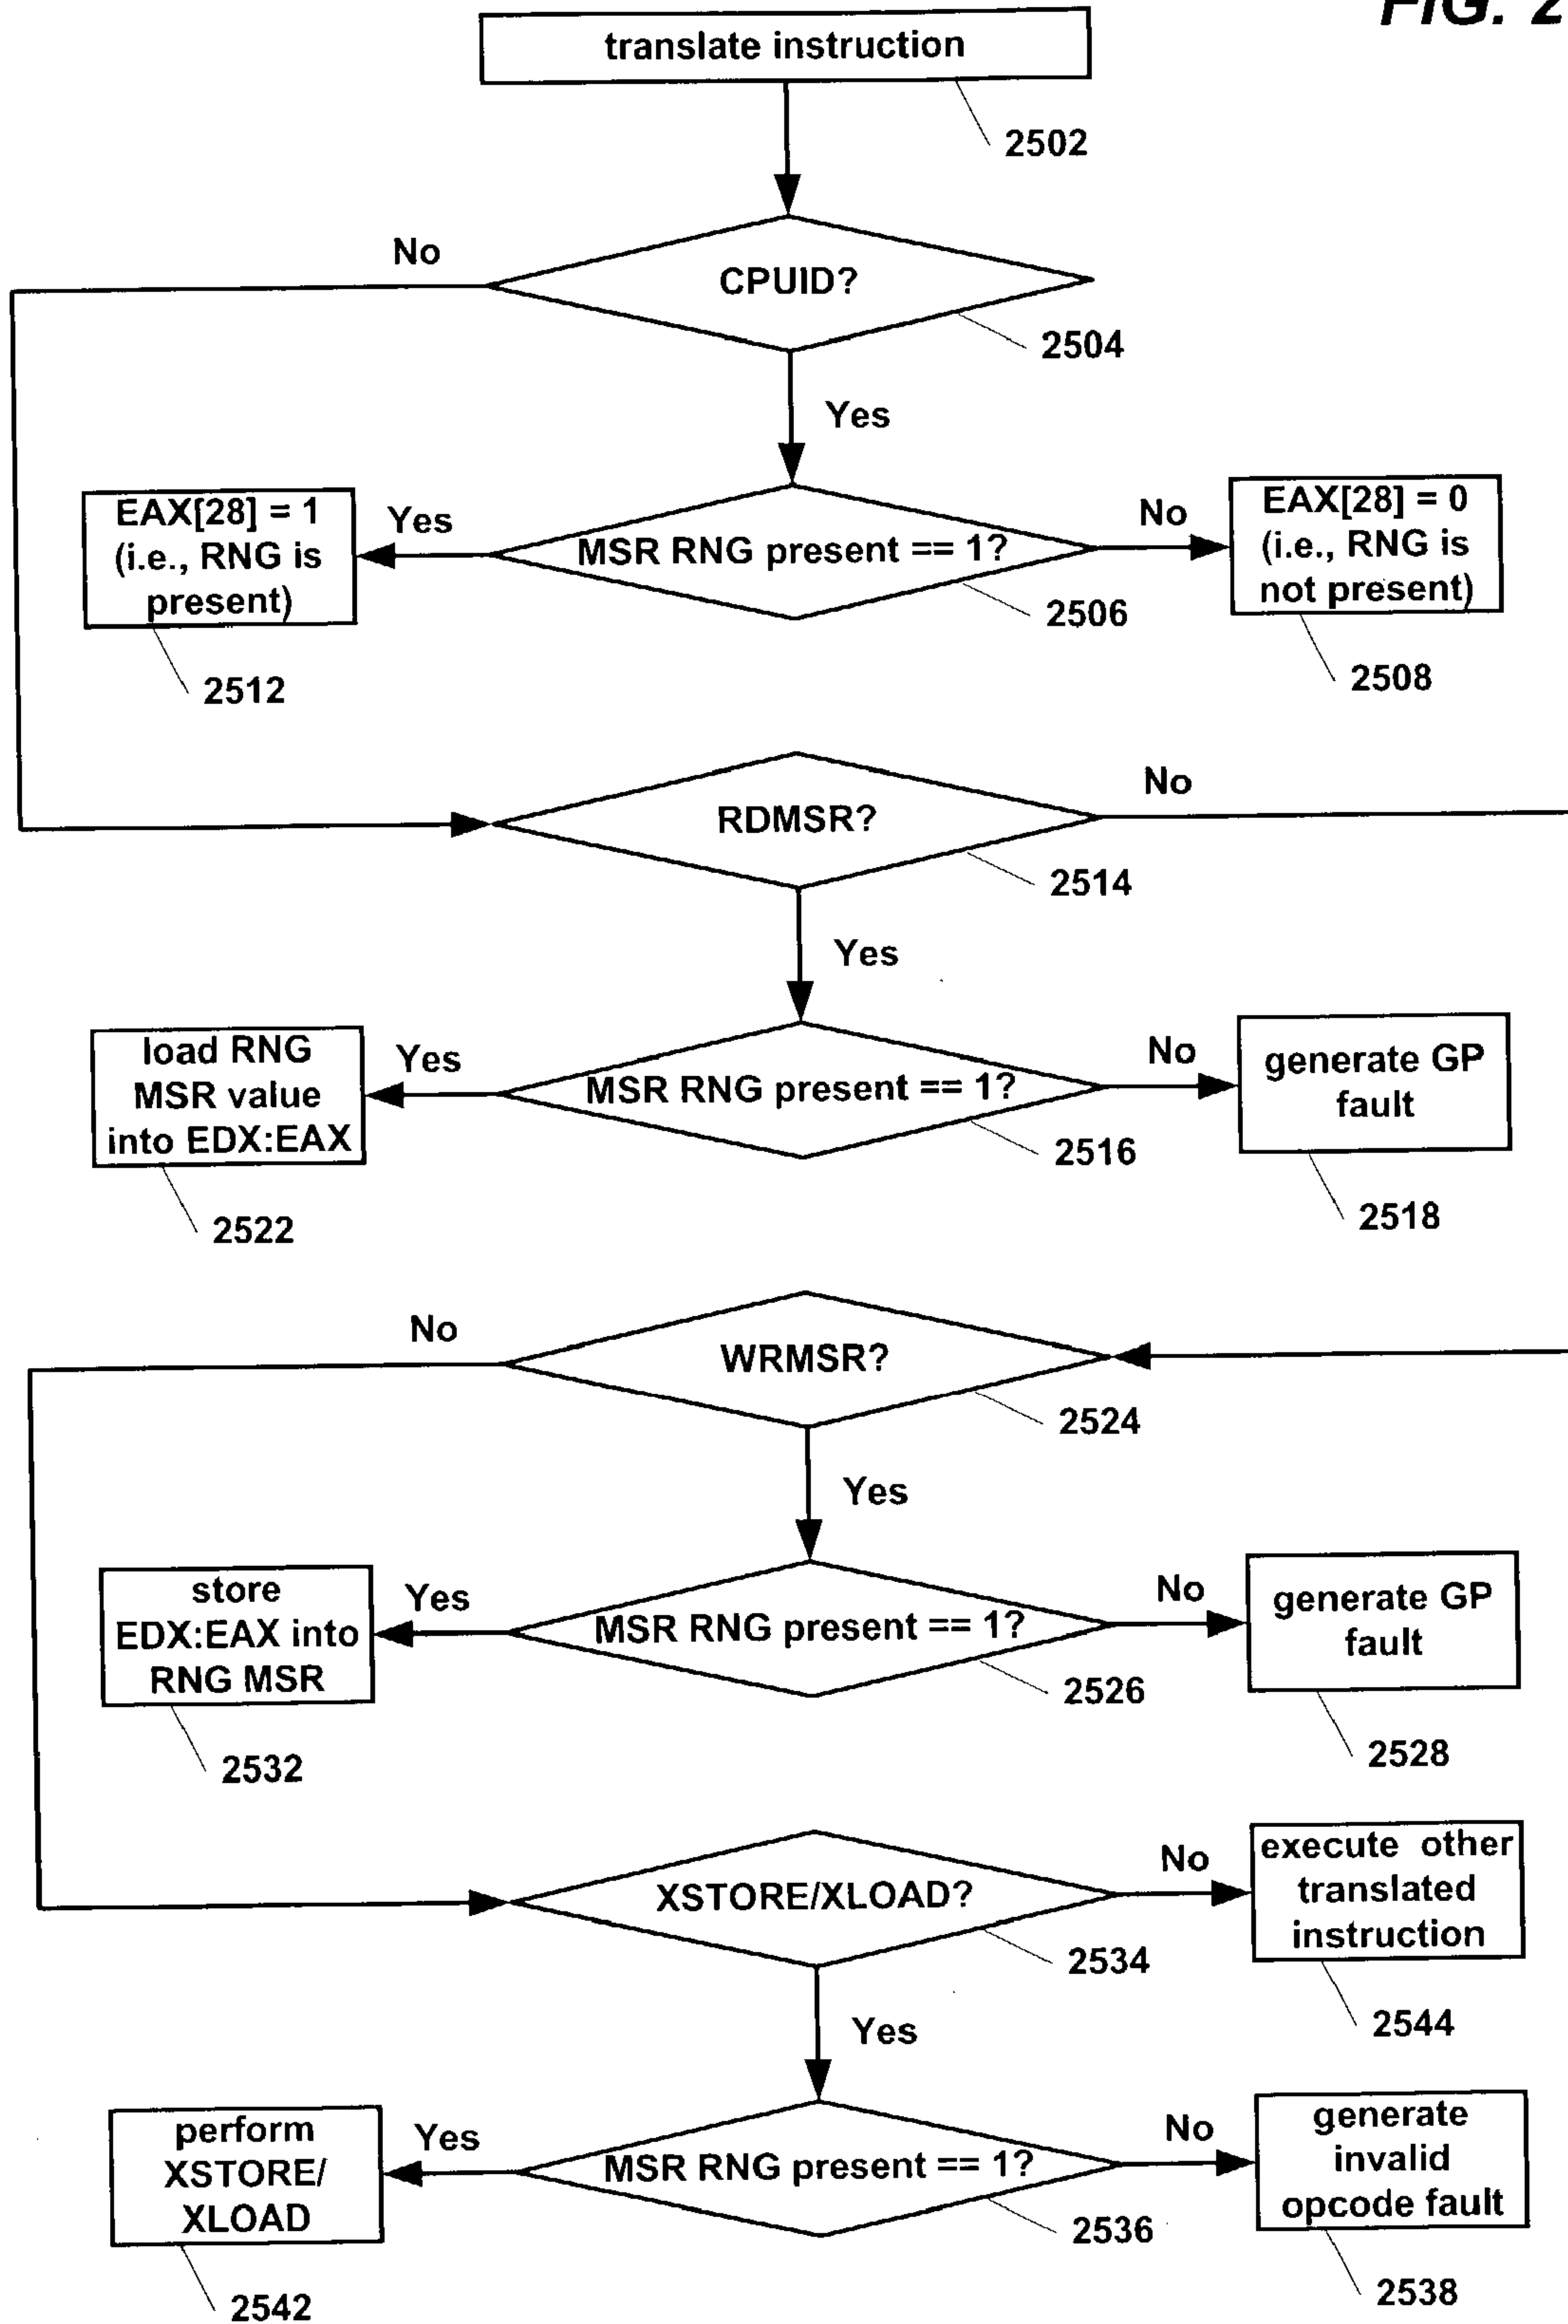 FIG. 2
translate instruction
2502
No
CPUID?
2504
Yes
EAX[28] = 1
(i.e., RNG is
present)
Yes
MSR RNG present == 1?
No
EAX[28] = 0
(i.e., RNG is
not present)
2506
2512
2508
RDMSR?
No
2514
Yes
load RNG
MSR value
into EDX:EAX
Yes
MSR RNG present == 1?
No
generate GP
fault
2516
2522
2518
No
WRMSR?
2524
Yes
store
EDX:EAX into
RNG MSR
Yes
MSR RNG present == 1?
No
generate GP
fault
2526
2532
2528
XSTORE/XLOAD?
No
execute other
translated
instruction
2534
2544
Yes
perform
XSTORE/
XLOAD
Yes
MSR RNG present == 1?
No
generate
invalid
opcode fault
2536
2542
2538